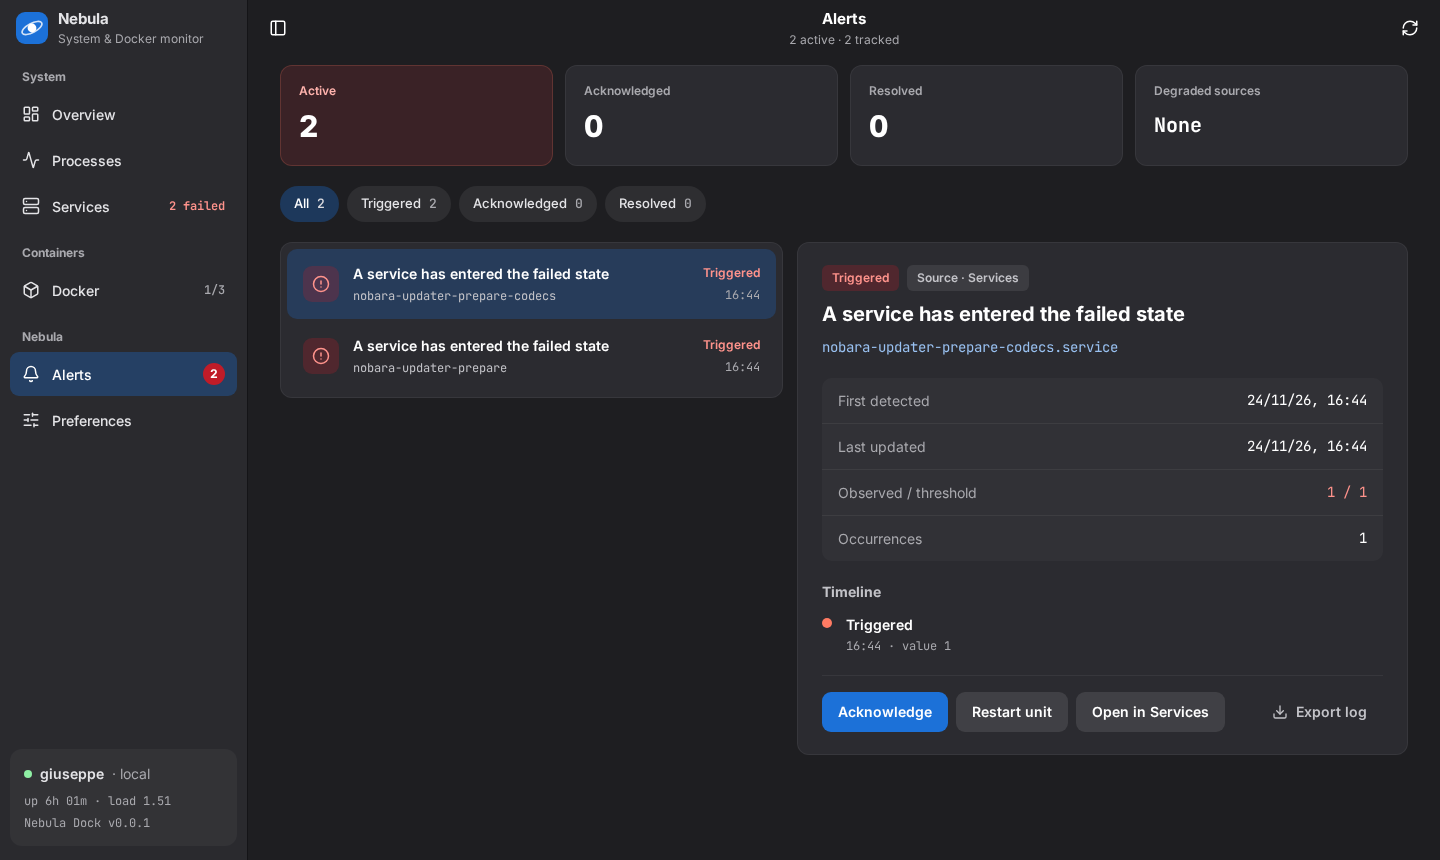 Nebula
System & Docker monitor
System
Overview
Processes
Services 2 failed
Containers
Docker 1/3
Nebula
Alerts 2
Preferences
giuseppe · local
up 6h 01m · load 1.51
Nebula Dock v0.0.1
Alerts
2 active · 2 tracked
Active
2
Acknowledged
0
Resolved
0
Degraded sources
None
All 2 Triggered 2 Acknowledged 0 Resolved 0
A service has entered the failed state Triggered
nobara-updater-prepare-codecs 16:44
A service has entered the failed state Triggered
nobara-updater-prepare 16:44
Triggered Source · Services
A service has entered the failed state
nobara-updater-prepare-codecs.service
First detected 24/11/26, 16:44
Last updated 24/11/26, 16:44
Observed / threshold 1 / 1
Occurrences 1
Timeline
Triggered
16:44 · value 1
Acknowledge Restart unit Open in Services Export log